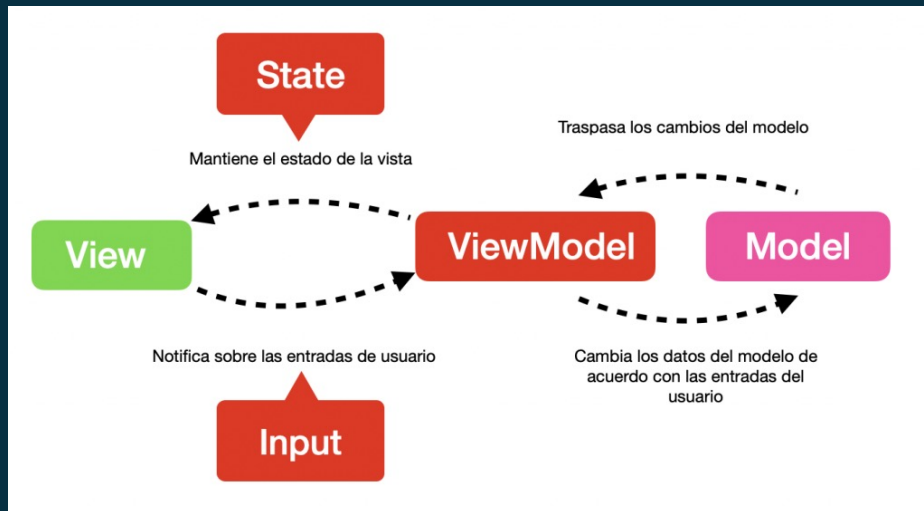 State
Traspasa los cambios del modelo
Mantiene el estado de la vista
View
ViewModel
Model
Notifica sobre las entradas de usuario
Cambia los datos del modelo de
acuerdo con las entradas del
usuario
Input